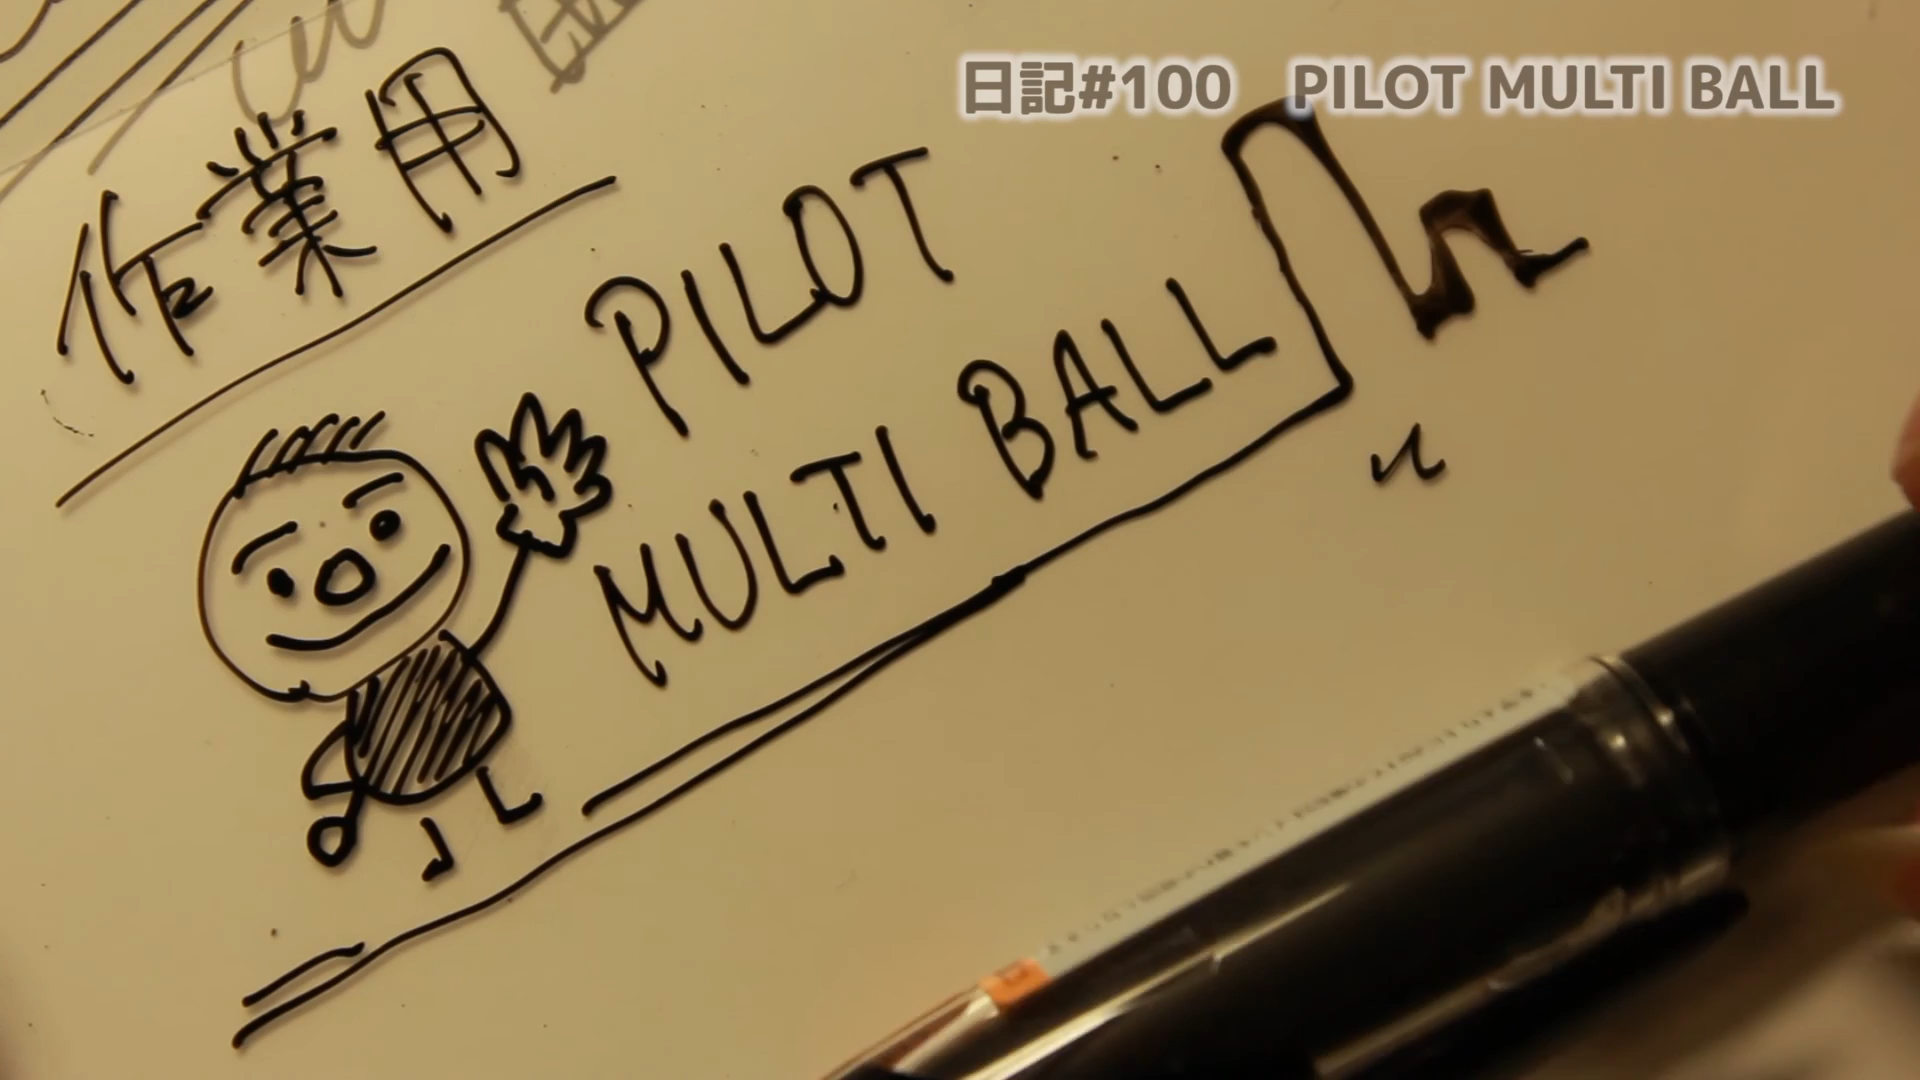 日記#100 PILOT MULTI BALL
作業用
PILOT
MULTI BALL